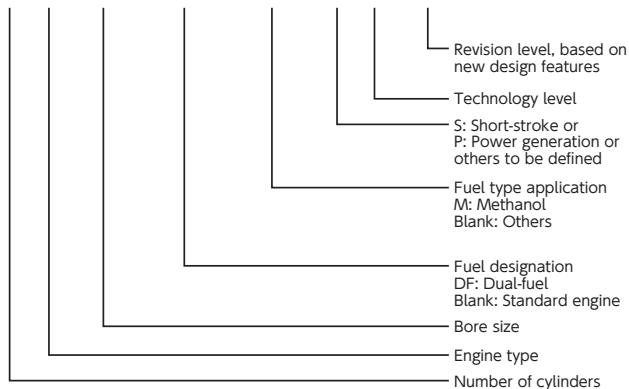 Revision level, based on
new design features
Technology level
S: Short-stroke or
P: Power generation or
others to be defined
Fuel type application
M: Methanol
Blank: Others
Fuel designation
DF: Dual-fuel
Blank: Standard engine
Bore size
Engine type
Number of cylinders